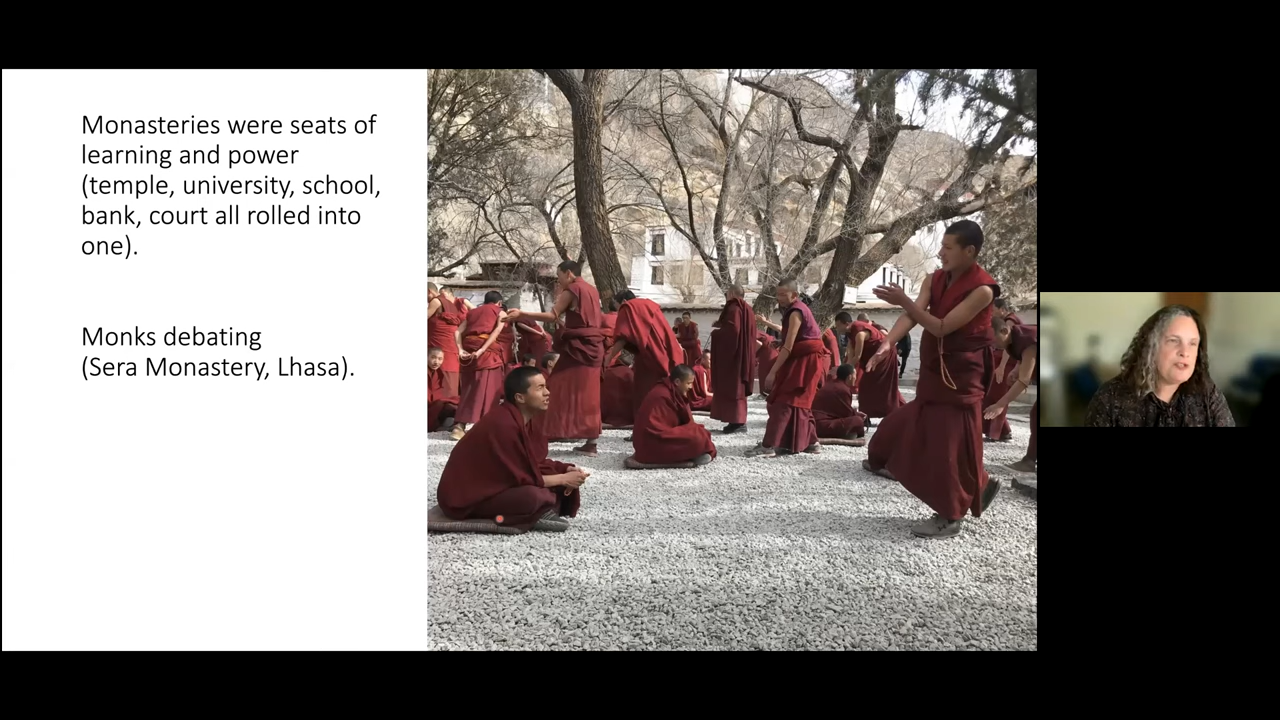 Monasteries were seats of
learning and power
(temple, university, school,
bank, court all rolled into
one).
Monks debating
(Sera Monastery, Lhasa).